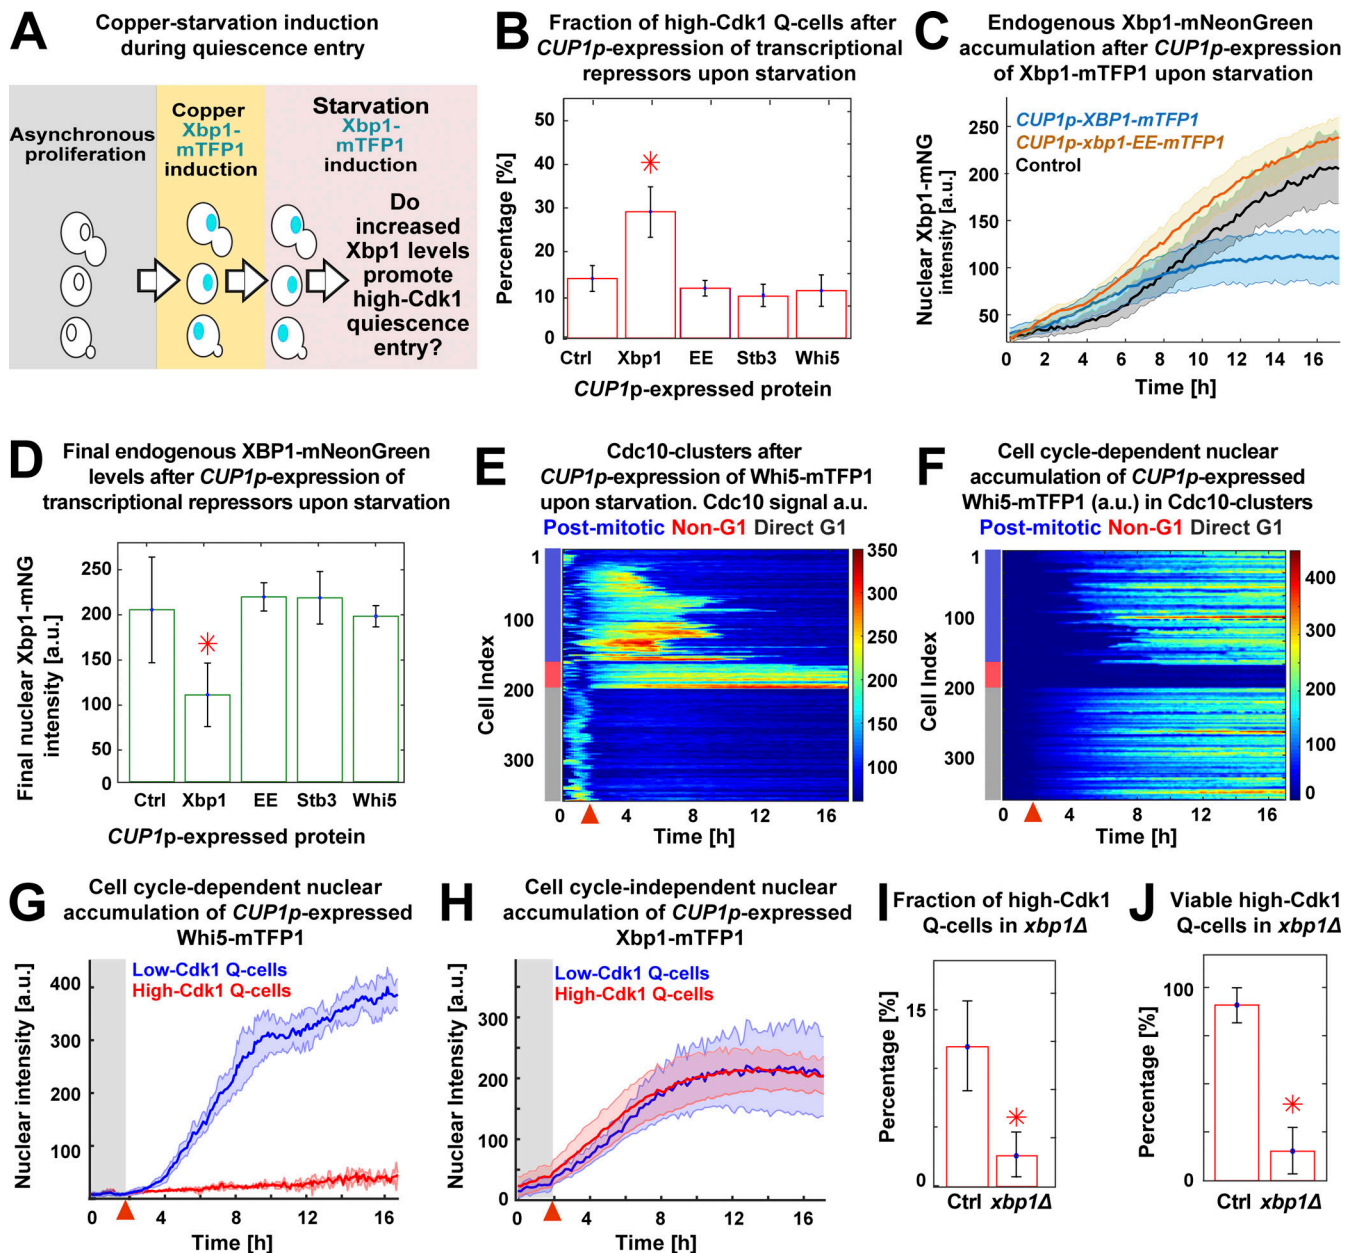 A
Copper-starvation induction
during quiescence entry
Asynchronous
proliferation
Copper
Xbp1-
mTFP1
induction
Starvation
Xbp1-
mTFP1
induction
Do
increased
Xbp1 levels
promote
high-Cdk1
quiescence
entry?
B
Fraction of high-Cdk1 Q-cells after
CUP1p-expression of transcriptional
repressors upon starvation
Percentage [%]
50
40
30
20
10
0
Ctrl Xbp1 EE Stb3 Whi5
CUP1p-expressed protein
C
Endogenous Xbp1-mNeonGreen
accumulation after CUP1p-expression
of Xbp1-mTFP1 upon starvation
CUP1p-XBP1-mTFP1
CUP1p-xbp1-EE-mTFP1
Control
Nuclear Xbp1-mNG
intensity [a.u.]
250
200
150
100
50
0 2 4 6 8 10 12 14 16
Time [h]
D
Final endogenous XBP1-mNeonGreen
levels after CUP1p-expression of
transcriptional repressors upon starvation
Final nuclear Xbp1-mNG
intensity [a.u.]
250
200
150
100
50
0
Ctrl Xbp1 EE Stb3 Whi5
CUP1p-expressed protein
E
Cdc10-clusters after
CUP1p-expression of Whi5-mTFP1
upon starvation. Cdc10 signal a.u.
Post-mitotic Non-G1 Direct G1
Cell Index
1
100
200
300
0 4 8 12 16
Time [h]
350
300
250
200
150
100
F
Cell cycle-dependent nuclear
accumulation of CUP1p-expressed
Whi5-mTFP1 (a.u.) in Cdc10-clusters
Post-mitotic Non-G1 Direct G1
Cell Index
1
100
200
300
0 4 8 12 16
Time [h]
400
300
200
100
0
G
Cell cycle-dependent nuclear
accumulation of CUP1p-expressed
Whi5-mTFP1
Low-Cdk1 Q-cells
High-Cdk1 Q-cells
Nuclear Intensity [a.u.]
400
300
200
100
0 4 8 12 16
Time [h]
H
Cell cycle-independent nuclear
accumulation of CUP1p-expressed
Xbp1-mTFP1
Low-Cdk1 Q-cells
High-Cdk1 Q-cells
Nuclear Intensity [a.u.]
300
200
100
0
0 4 8 12 16
Time [h]
I
Fraction of high-Cdk1
Q-cells in xbp1Δ
Percentage [%]
15
0
Ctrl xbp1Δ
J
Viable high-Cdk1
Q-cells in xbp1Δ
Percentage [%]
100
0
Ctrl xbp1Δ